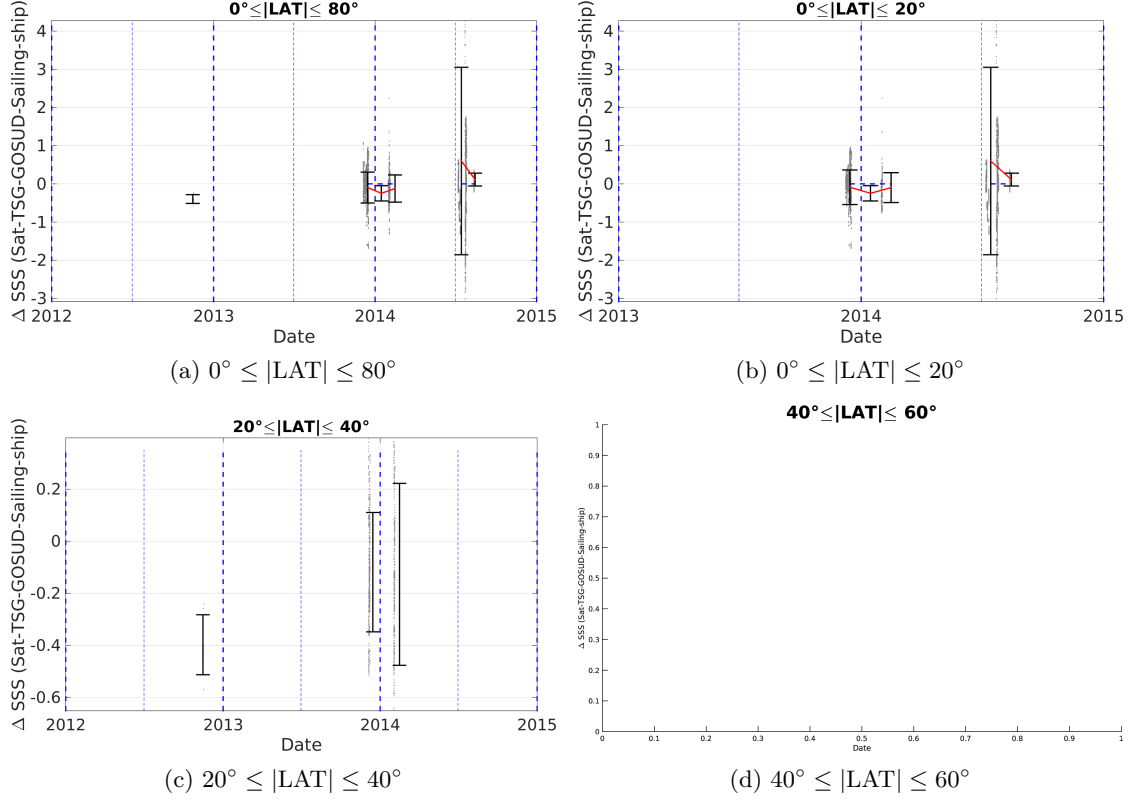 0°≤|LAT|≤ 80°
Δ SSS (Sat-TSG-GOSUD-Sailing-ship)
4
3
2
1
0
-1
-2
-3
2012 2013 2014 2015
Date
(a) 0° ≤ |LAT| ≤ 80°
0°≤|LAT|≤ 20°
Δ SSS (Sat-TSG-GOSUD-Sailing-ship)
4
3
2
1
0
-1
-2
-3
2013 2014 2015
Date
(b) 0° ≤ |LAT| ≤ 20°
20°≤|LAT|≤ 40°
Δ SSS (Sat-TSG-GOSUD-Sailing-ship)
0.2
0
-0.2
-0.4
-0.6
2012 2013 2014 2015
Date
(c) 20° ≤ |LAT| ≤ 40°
40°≤|LAT|≤ 60°
Δ SSS (Sat-TSG-GOSUD-Sailing-ship)
1
0.9
0.8
0.7
0.6
0.5
0.4
0.3
0.2
0.1
0
0 0.1 0.2 0.3 0.4 0.5 0.6 0.7 0.8 0.9 1
Date
(d) 40° ≤ |LAT| ≤ 60°